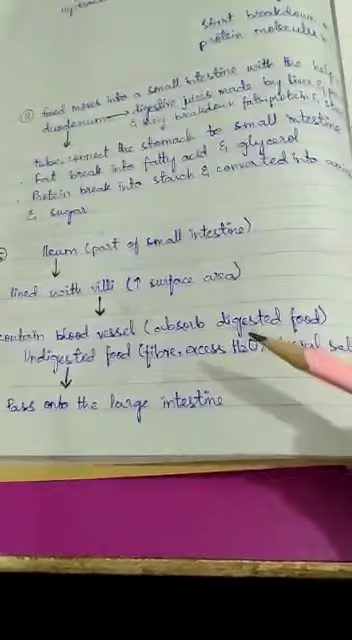 Start breakdown
protein molecule
food moves into a small intestine with the help
duodenum → digestive juices made by liver &
& they breakdown fats, protein &
tube, connect the stomach to small intestine
· Fat break into fatty acid & glycerol
· Protein break into starch & converted into
& sugar
Ileum (part of small intestine)
lined with villi (↑ surface area)
contain blood vessel (absorb digested food)
Undigested food (fibre, excess H2O,
Pass onto the large intestine